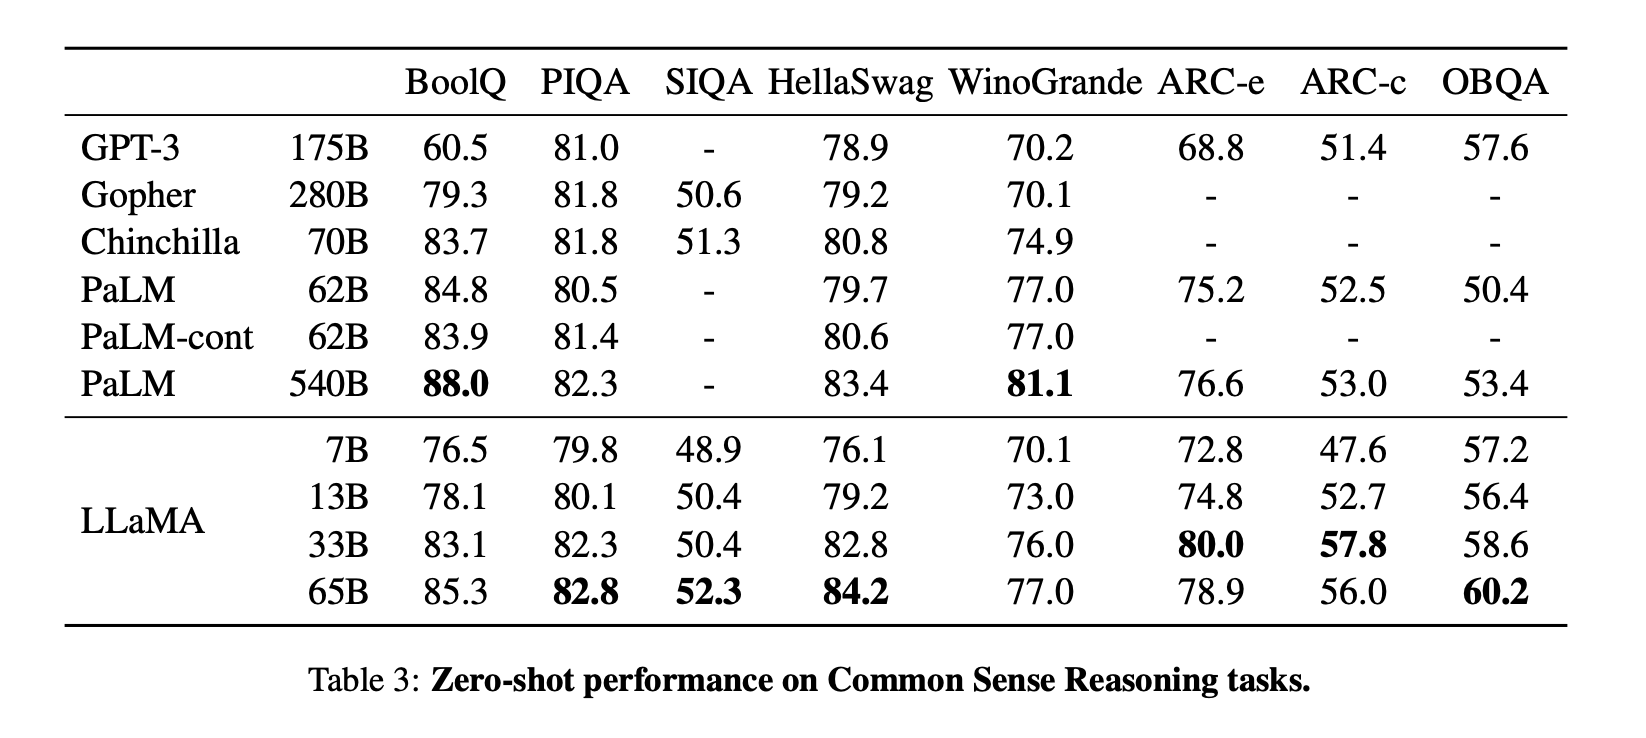 BoolQ PIQA SIQA HellaSwag WinoGrande ARC-e ARC-c OBQA
GPT-3 175B 60.5 81.0 - 78.9 70.2 68.8 51.4 57.6
Gopher 280B 79.3 81.8 50.6 79.2 70.1 - - -
Chinchilla 70B 83.7 81.8 51.3 80.8 74.9 - - -
PaLM 62B 84.8 80.5 - 79.7 77.0 75.2 52.5 50.4
PaLM-cont 62B 83.9 81.4 - 80.6 77.0 - - -
PaLM 540B 88.0 82.3 - 83.4 81.1 76.6 53.0 53.4
LLaMA
7B 76.5 79.8 48.9 76.1 70.1 72.8 47.6 57.2
13B 78.1 80.1 50.4 79.2 73.0 74.8 52.7 56.4
33B 83.1 82.3 50.4 82.8 76.0 80.0 57.8 58.6
65B 85.3 82.8 52.3 84.2 77.0 78.9 56.0 60.2
Table 3: Zero-shot performance on Common Sense Reasoning tasks.